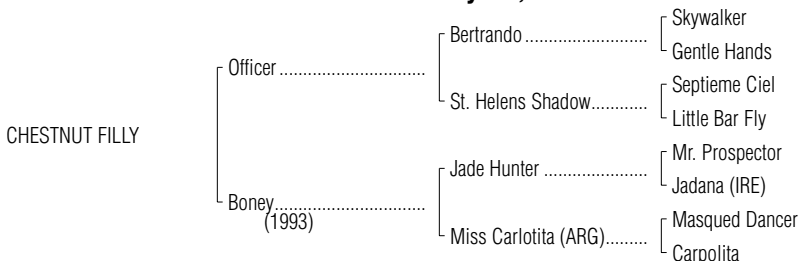 Skywalker
Bertrando ..........................
Gentle Hands
Officer ...............................
Septieme Ciel
St. Helens Shadow............
Little Bar Fly
CHESTNUT FILLY
Mr. Prospector
Jade Hunter ......................
Jadana (IRE)
Boney................................
(1993)
Masqued Dancer
Miss Carlotita (ARG).........
Carpolita